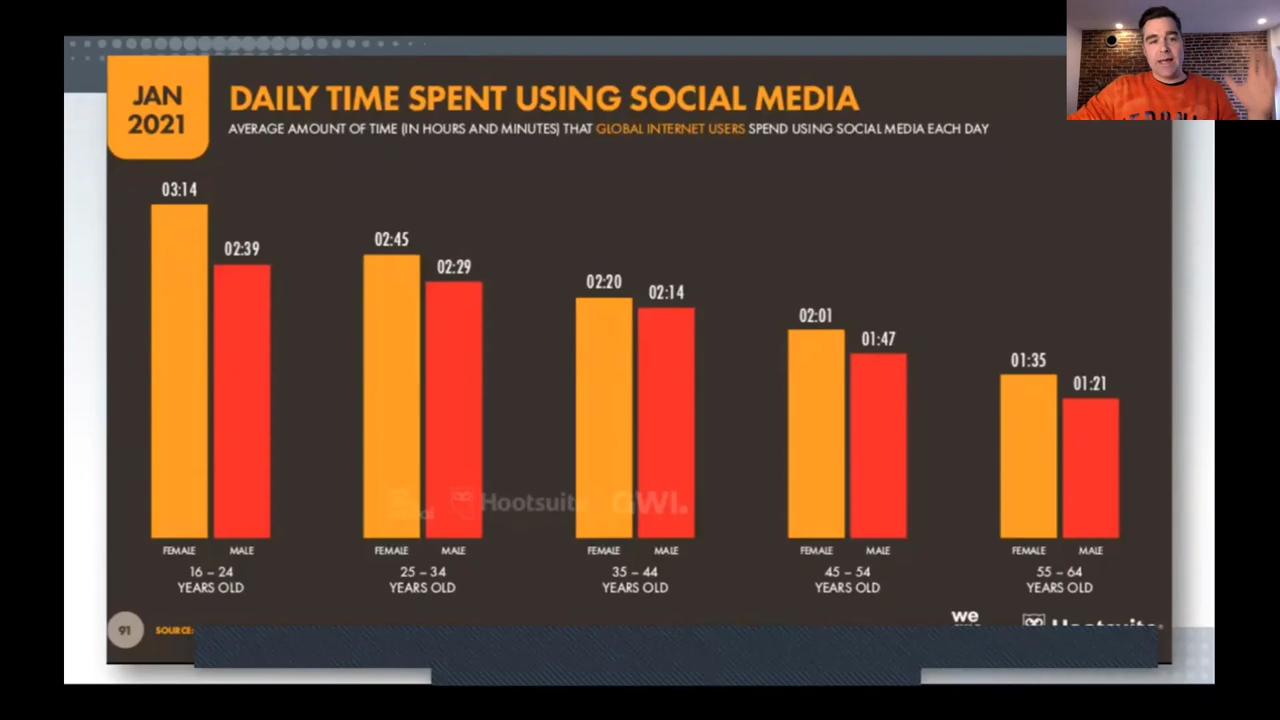 JAN
2021
DAILY TIME SPENT USING SOCIAL MEDIA
AVERAGE AMOUNT OF TIME (IN HOURS AND MINUTES) THAT GLOBAL INTERNET USERS SPEND USING SOCIAL MEDIA EACH DAY
03:14
02:39
02:45
02:29
02:20
02:14
02:01
01:47
01:35
01:21
Hootsuite GWI.
FEMALE MALE
FEMALE MALE
FEMALE MALE
FEMALE MALE
FEMALE MALE
16 – 24
YEARS OLD
25 – 34
YEARS OLD
35 – 44
YEARS OLD
45 – 54
YEARS OLD
55 – 64
YEARS OLD
91
SOURCE:
we
Hootsuite®